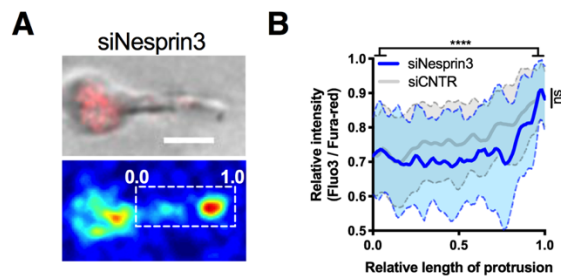 A
siNesprin3
0.0
1.0
B
****
siNesprin3
siCNTR
ns
Relative intensity
(Fluo3 / Fura-red)
1.0
0.9
0.8
0.7
0.6
0.5
0.0
0.5
1.0
Relative length of protrusion